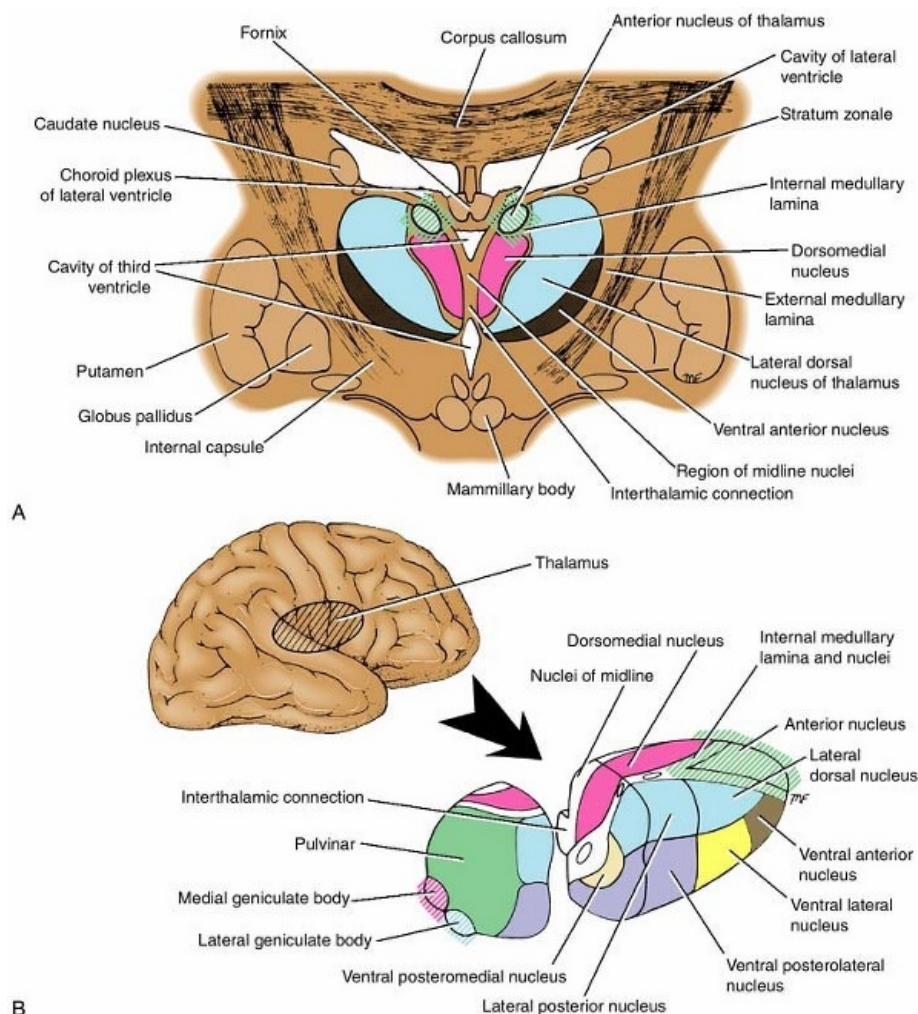 Fornix
Corpus callosum
Anterior nucleus of thalamus
Cavity of lateral
ventricle
Caudate nucleus
Stratum zonale
Choroid plexus
of lateral ventricle
Internal medullary
lamina
Cavity of third
ventricle
Dorsomedial
nucleus
External medullary
lamina
Putamen
Lateral dorsal
nucleus of thalamus
Globus pallidus
Internal capsule
Ventral anterior nucleus
Mammillary body
Region of midline nuclei
Interthalamic connection
MF
A
Thalamus
Dorsomedial nucleus
Internal medullary
lamina and nuclei
Nuclei of midline
Anterior nucleus
Lateral
dorsal nucleus
MF
Interthalamic connection
Pulvinar
Ventral anterior
nucleus
Medial geniculate body
Ventral lateral
nucleus
Lateral geniculate body
Ventral posteromedial nucleus
Ventral posterolateral
nucleus
Lateral posterior nucleus
B